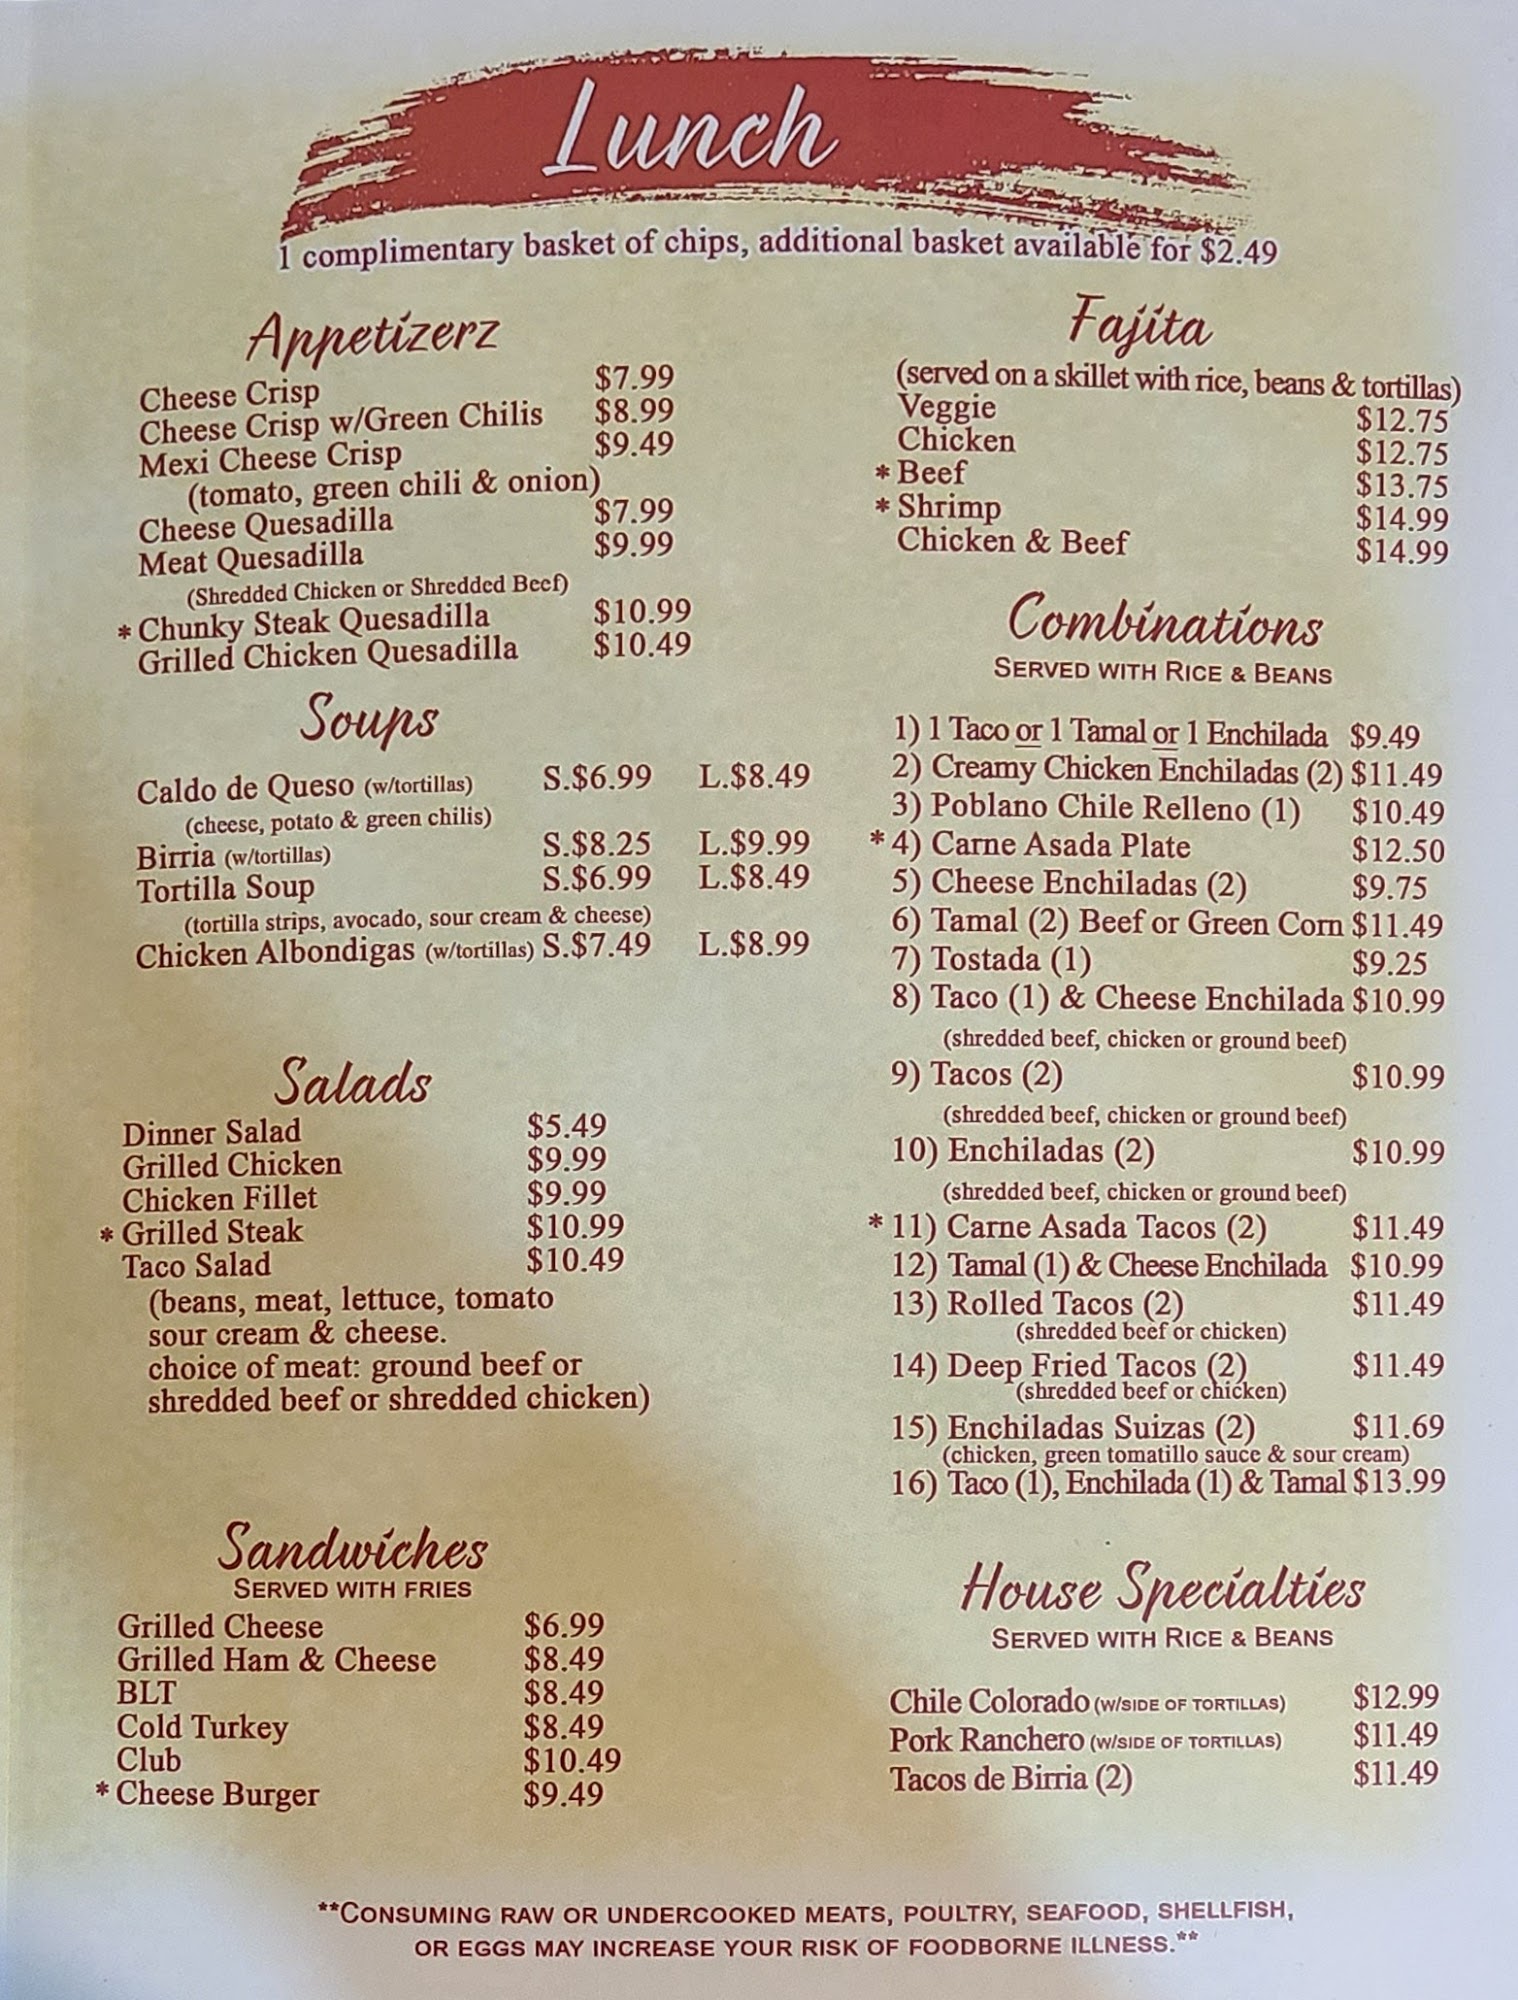 Lunch
1 complimentary basket of chips, additional basket available for $2.49
Appetizerz
Cheese Crisp $7.99
Cheese Crisp w/Green Chilis $8.99
Mexi Cheese Crisp $9.49
(tomato, green chili & onion)
Cheese Quesadilla $7.99
Meat Quesadilla $9.99
(Shredded Chicken or Shredded Beef)
* Chunky Steak Quesadilla $10.99
Grilled Chicken Quesadilla $10.49
Soups
Caldo de Queso (w/tortillas) S.$6.99 L.$8.49
(cheese, potato & green chilis)
Birria (w/tortillas) S.$8.25 L.$9.99
Tortilla Soup S.$6.99 L.$8.49
(tortilla strips, avocado, sour cream & cheese)
Chicken Albondigas (w/tortillas) S.$7.49 L.$8.99
Salads
Dinner Salad $5.49
Grilled Chicken $9.99
Chicken Fillet $9.99
* Grilled Steak $10.99
Taco Salad $10.49
(beans, meat, lettuce, tomato
sour cream & cheese.
choice of meat: ground beef or
shredded beef or shredded chicken)
Sandwiches
SERVED WITH FRIES
Grilled Cheese $6.99
Grilled Ham & Cheese $8.49
BLT $8.49
Cold Turkey $8.49
Club $10.49
* Cheese Burger $9.49
Fajita
(served on a skillet with rice, beans & tortillas)
Veggie $12.75
Chicken $12.75
* Beef $13.75
* Shrimp $14.99
Chicken & Beef $14.99
Combinations
SERVED WITH RICE & BEANS
1) 1 Taco or 1 Tamal or 1 Enchilada $9.49
2) Creamy Chicken Enchiladas (2) $11.49
3) Poblano Chile Relleno (1) $10.49
* 4) Carne Asada Plate $12.50
5) Cheese Enchiladas (2) $9.75
6) Tamal (2) Beef or Green Corn $11.49
7) Tostada (1) $9.25
8) Taco (1) & Cheese Enchilada $10.99
(shredded beef, chicken or ground beef)
9) Tacos (2) $10.99
(shredded beef, chicken or ground beef)
10) Enchiladas (2) $10.99
(shredded beef, chicken or ground beef)
* 11) Carne Asada Tacos (2) $11.49
12) Tamal (1) & Cheese Enchilada $10.99
13) Rolled Tacos (2) $11.49
(shredded beef or chicken)
14) Deep Fried Tacos (2) $11.49
(shredded beef or chicken)
15) Enchiladas Suizas (2) $11.69
(chicken, green tomatillo sauce & sour cream)
16) Taco (1), Enchilada (1) & Tamal $13.99
House Specialties
SERVED WITH RICE & BEANS
Chile Colorado (W/SIDE OF TORTILLAS) $12.99
Pork Ranchero (W/SIDE OF TORTILLAS) $11.49
Tacos de Birria (2) $11.49
**CONSUMING RAW OR UNDERCOOKED MEATS, POULTRY, SEAFOOD, SHELLFISH,
OR EGGS MAY INCREASE YOUR RISK OF FOODBORNE ILLNESS.**